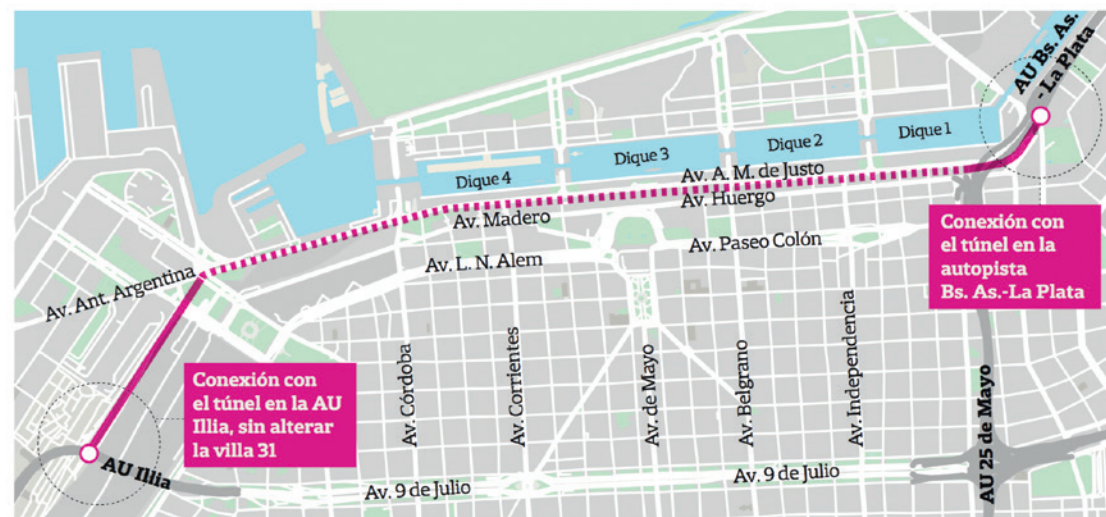 AU Bs. As.
- La Plata
Dique 1
Dique 2
Dique 3
Dique 4
Av. A. M. de Justo
Av. Huergo
Av. Madero
Av. Paseo Colón
Av. L. N. Alem
Av. Ant. Argentina
Conexión con
el túnel en la
autopista
Bs. As.-La Plata
Conexión con
el túnel en la AU
Illia, sin alterar
la villa 31
Av. Córdoba
Av. Corrientes
Av. de Mayo
Av. Belgrano
Av. Independencia
AU 25 de Mayo
AU Illia
Av. 9 de Julio
Av. 9 de Julio